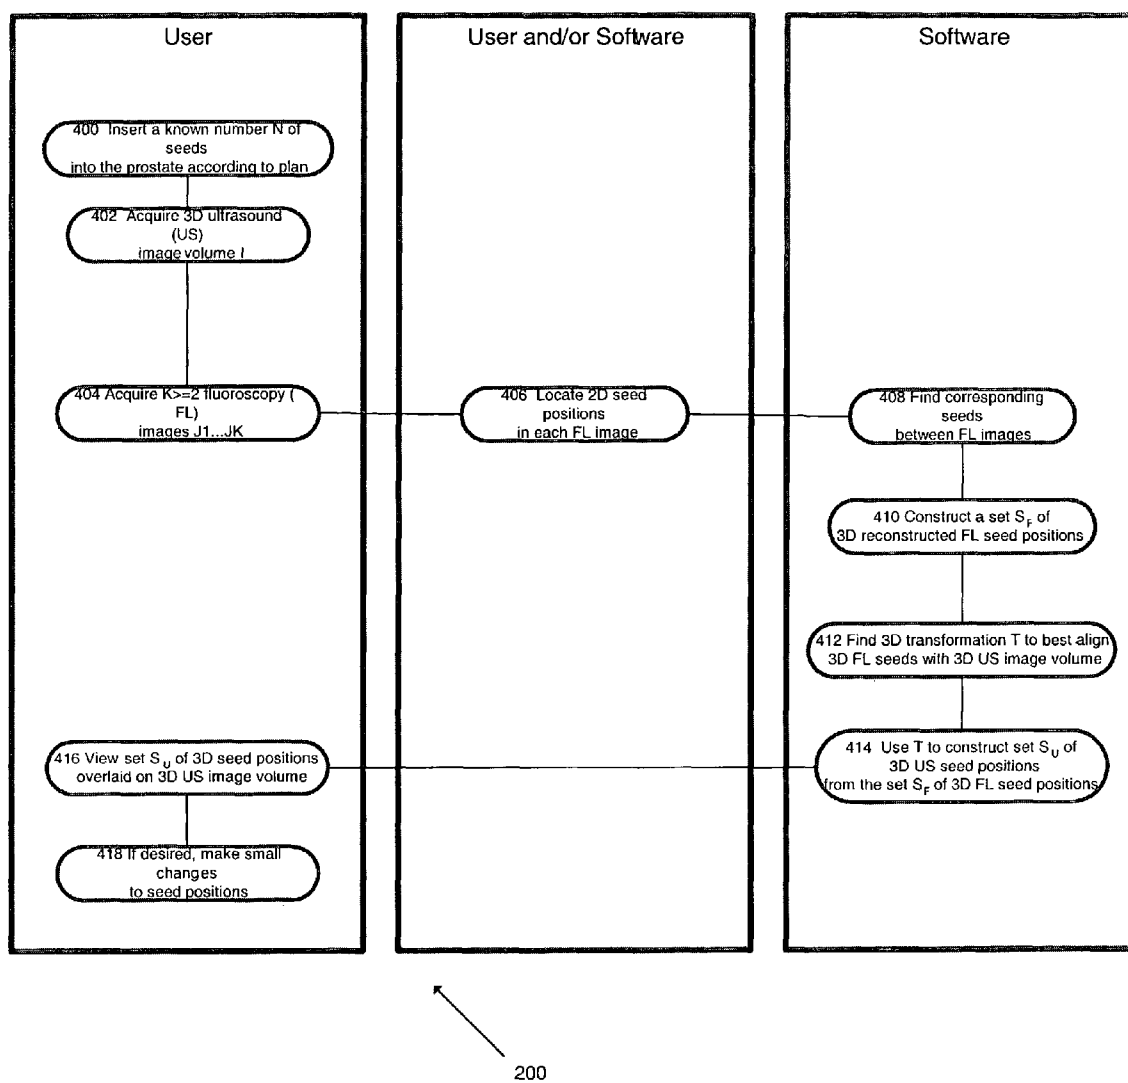 User
User and/or Software
Software
400 Insert a known number N of
seeds
into the prostate according to plan
402 Acquire 3D ultrasound
(US)
image volume I
404 Acquire K>=2 fluoroscopy (
FL)
images J1...JK
406 Locate 2D seed
positions
in each FL image
408 Find corresponding
seeds
between FL images
410 Construct a set S_F of
3D reconstructed FL seed positions
412 Find 3D transformation T to best align
3D FL seeds with 3D US image volume
414 Use T to construct set S_U of
3D US seed positions
from the set S_F of 3D FL seed positions
416 View set S_U of 3D seed positions
overlaid on 3D US image volume
418 If desired, make small
changes
to seed positions
200